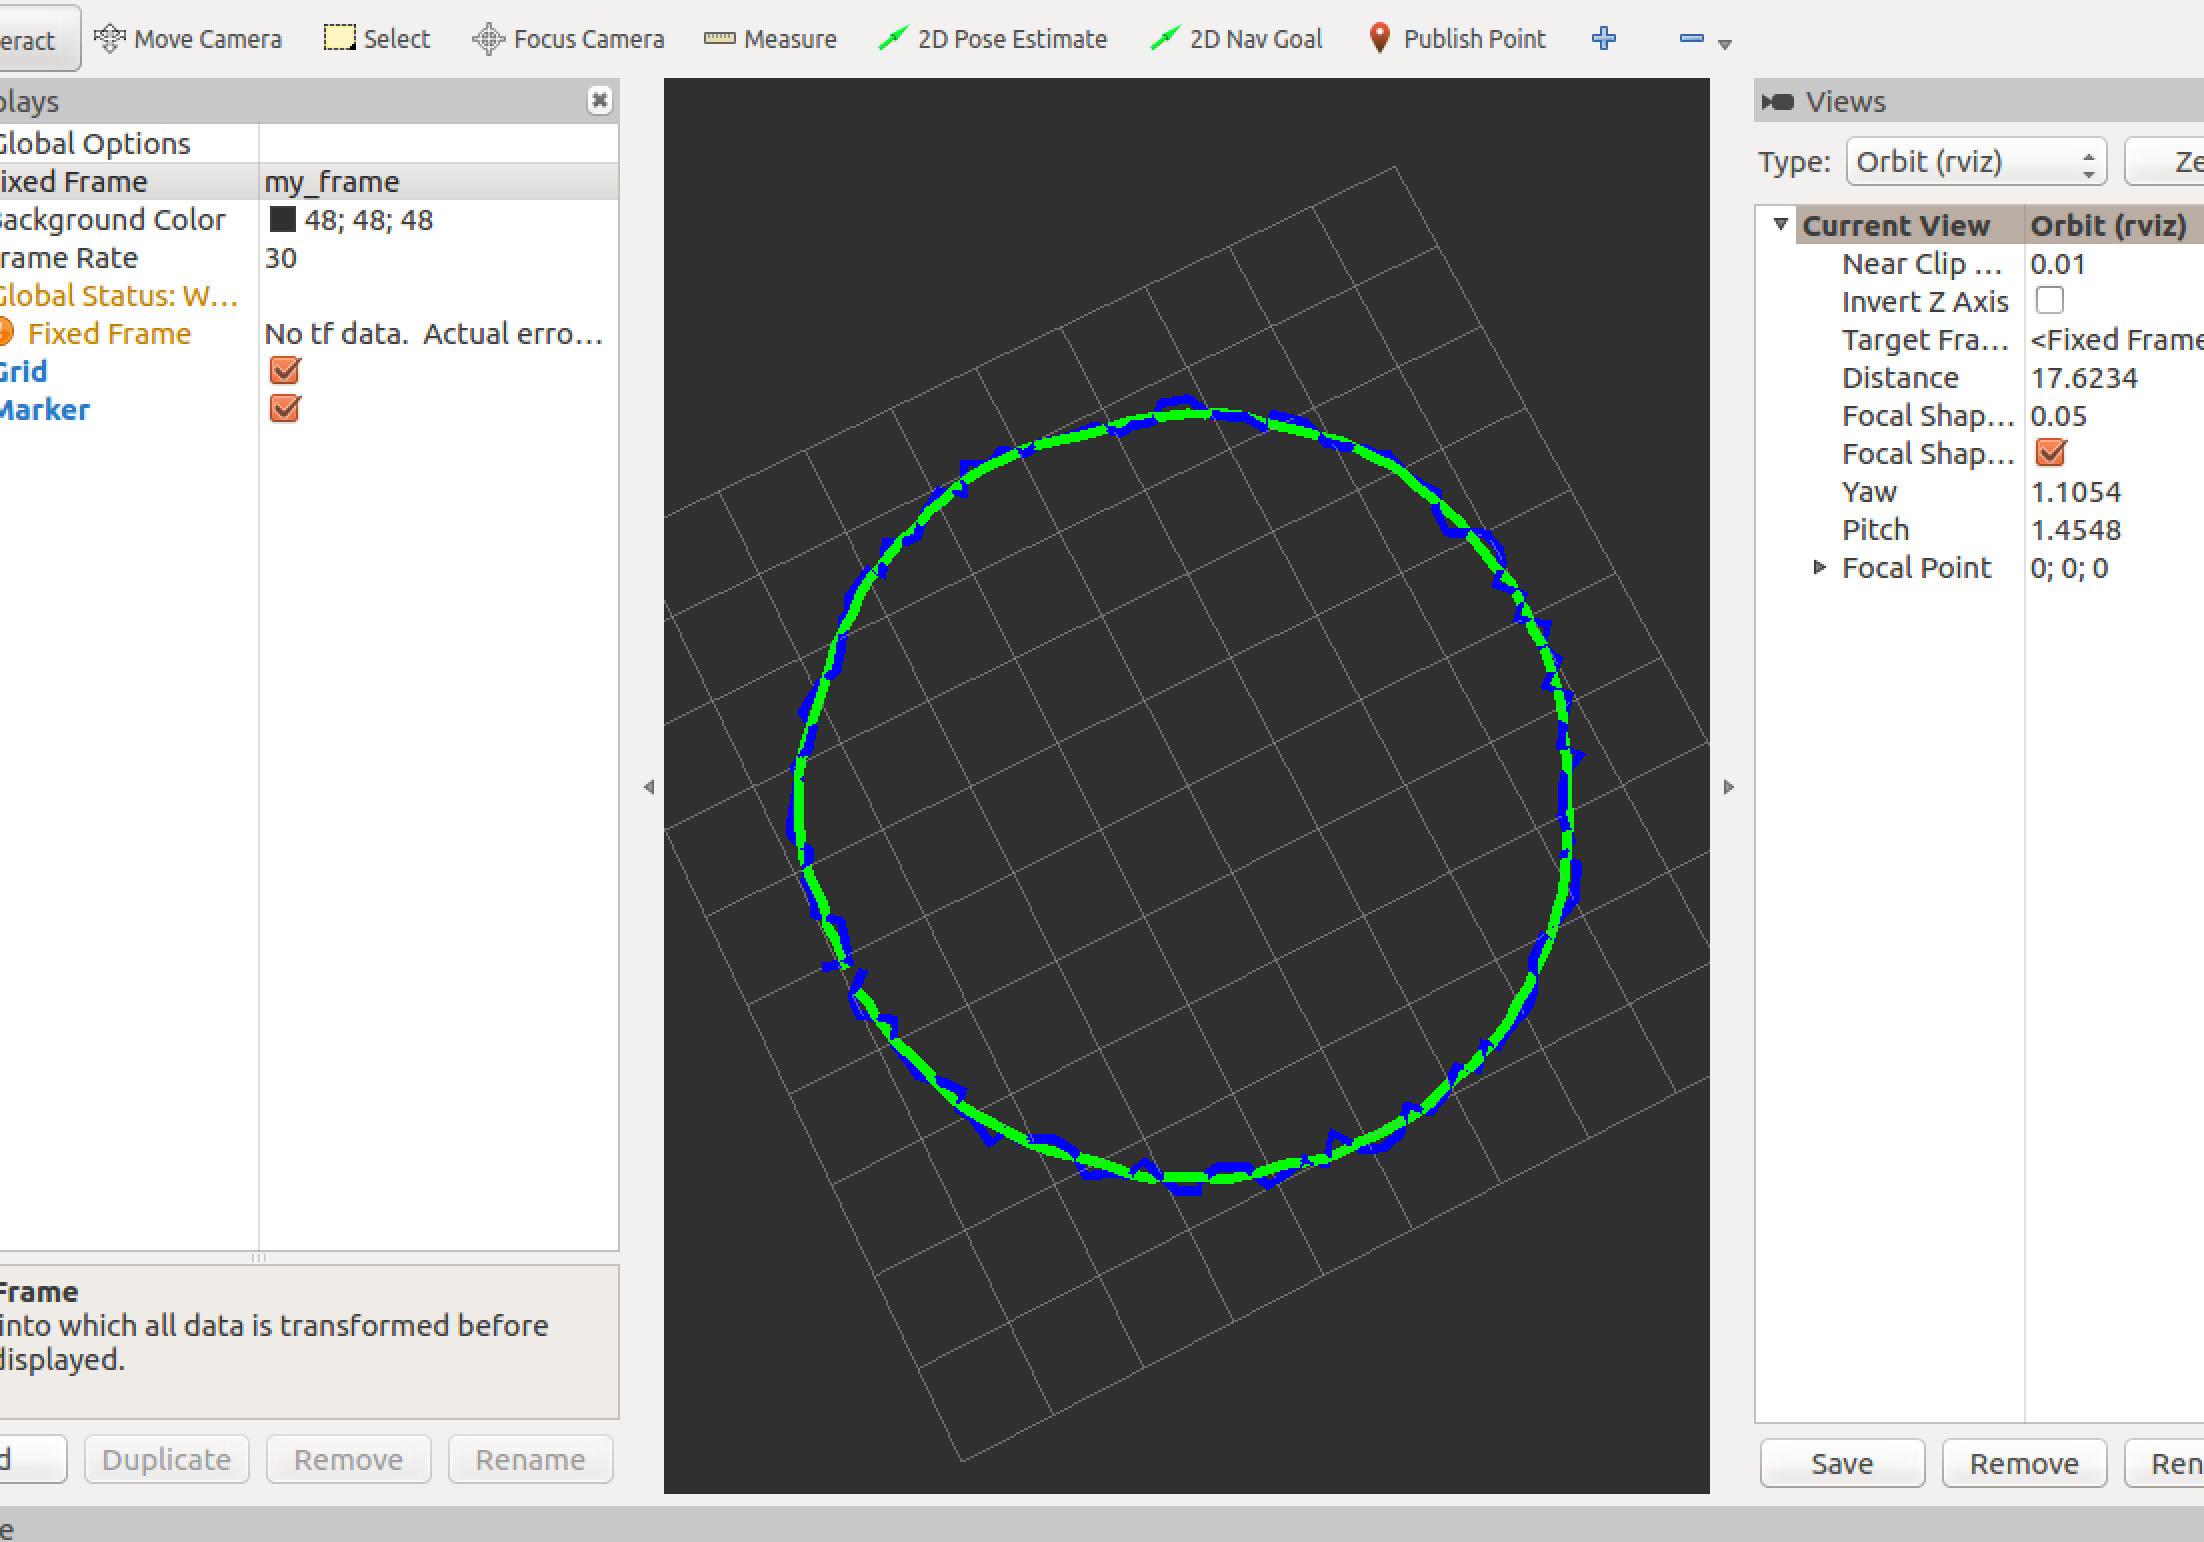 eract Move Camera Select Focus Camera Measure 2D Pose Estimate 2D Nav Goal Publish Point
plays
Global Options
ixed Frame my_frame
Background Color 48; 48; 48
rame Rate 30
Global Status: W...
Fixed Frame No tf data. Actual erro...
Grid
Marker
Frame
into which all data is transformed before
displayed.
d Duplicate Remove Rename
e
Views
Type: Orbit (rviz) Ze
Current View Orbit (rviz)
Near Clip ... 0.01
Invert Z Axis
Target Fra... <Fixed Frame
Distance 17.6234
Focal Shap... 0.05
Focal Shap...
Yaw 1.1054
Pitch 1.4548
Focal Point 0; 0; 0
Save Remove Ren